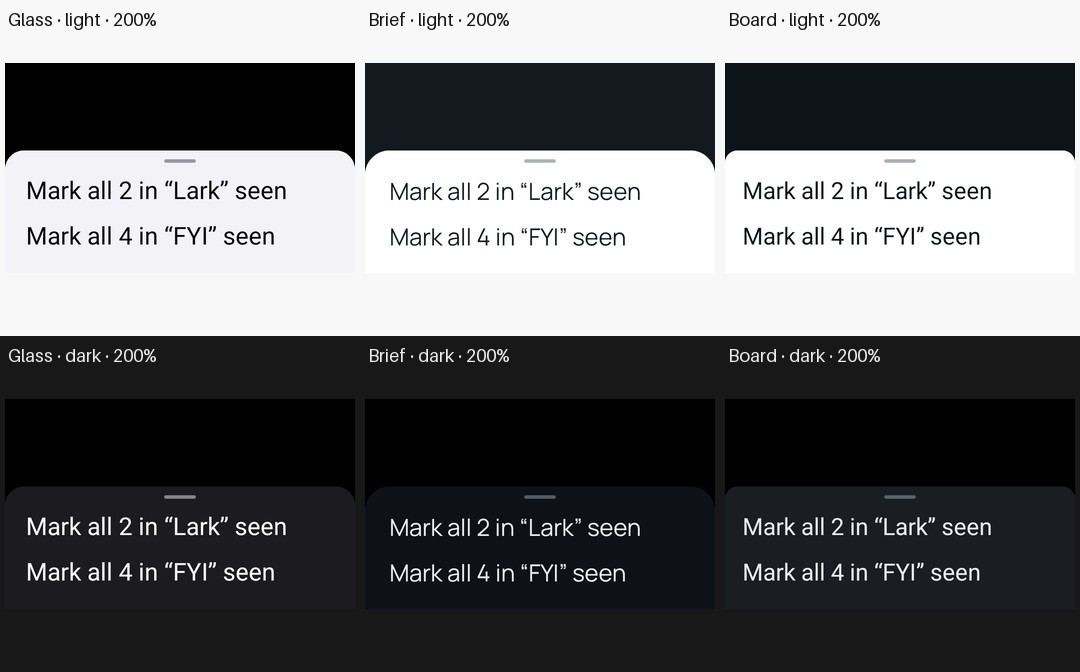 Glass · light · 200%
Mark all 2 in “Lark” seen
Mark all 4 in “FYI” seen
Brief · light · 200%
Mark all 2 in “Lark” seen
Mark all 4 in “FYI” seen
Board · light · 200%
Mark all 2 in “Lark” seen
Mark all 4 in “FYI” seen
Glass · dark · 200%
Mark all 2 in “Lark” seen
Mark all 4 in “FYI” seen
Brief · dark · 200%
Mark all 2 in “Lark” seen
Mark all 4 in “FYI” seen
Board · dark · 200%
Mark all 2 in “Lark” seen
Mark all 4 in “FYI” seen